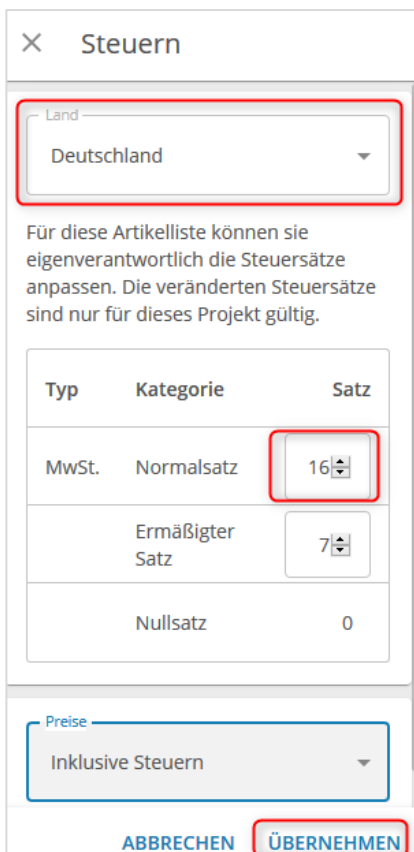 Steuern
Land
Deutschland
Für diese Artikelliste können sie
eigenverantwortlich die Steuersätze
anpassen. Die veränderten Steuersätze
sind nur für dieses Projekt gültig.
Typ Kategorie Satz
MwSt. Normalsatz 16
Ermäßigter
Satz 7
Nullsatz 0
Preise
Inklusive Steuern
ABBRECHEN ÜBERNEHMEN